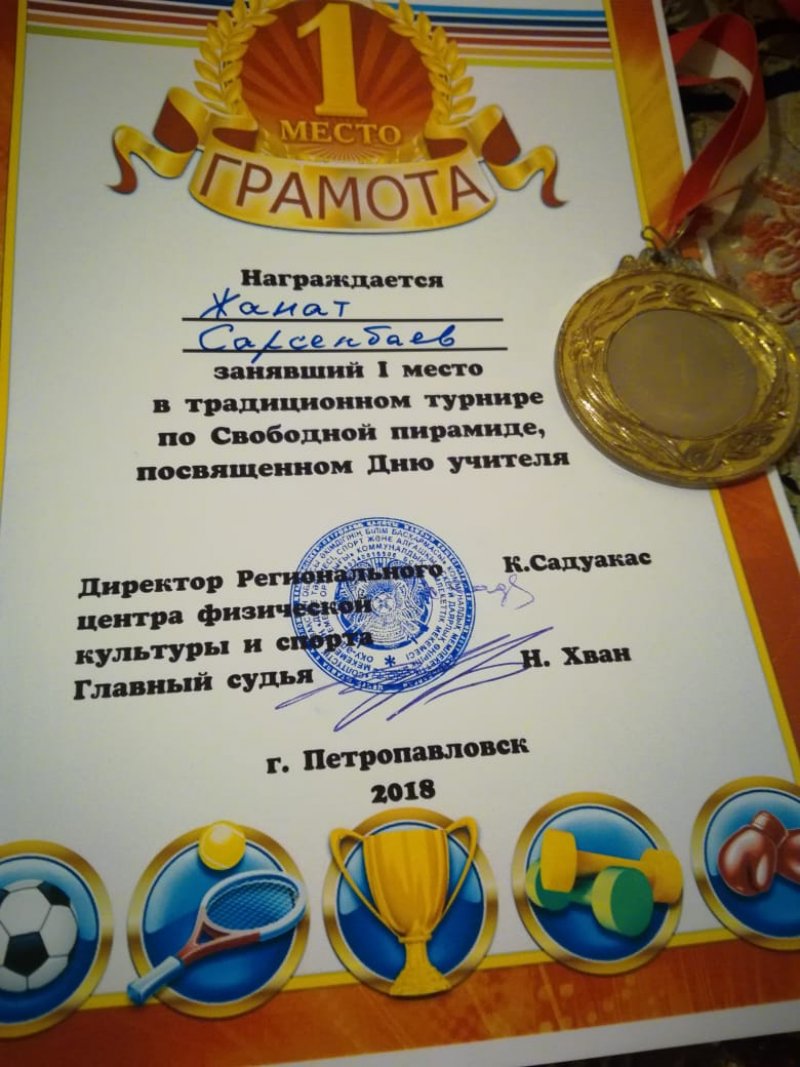 1
МЕСТО
ГРАМОТА
Награждается
Жанат
Сарсенбаев
занявший I место
в традиционном турнире
по Свободной пирамиде,
посвященном Дню учителя
Директор Регионального К.Садуакас
центра физической
культуры и спорта
Главный судья Н. Хван
г. Петропавловск
2018